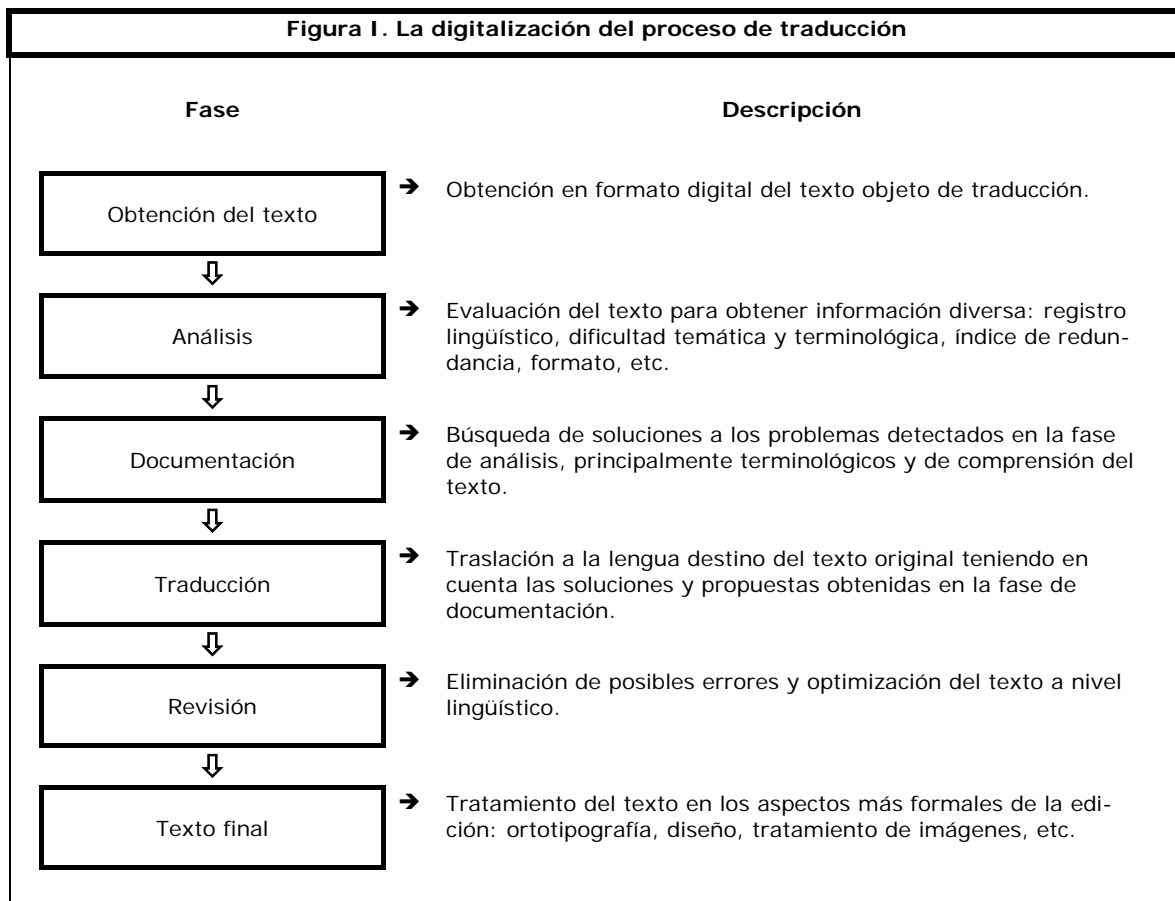 Figura I. La digitalización del proceso de traducción
Fase
Descripción
Obtención del texto
➔ Obtención en formato digital del texto objeto de traducción.
Análisis
➔ Evaluación del texto para obtener información diversa: registro
lingüístico, dificultad temática y terminológica, índice de redun-
dancia, formato, etc.
Documentación
➔ Búsqueda de soluciones a los problemas detectados en la fase
de análisis, principalmente terminológicos y de comprensión del
texto.
Traducción
➔ Traslación a la lengua destino del texto original teniendo en
cuenta las soluciones y propuestas obtenidas en la fase de
documentación.
Revisión
➔ Eliminación de posibles errores y optimización del texto a nivel
lingüístico.
Texto final
➔ Tratamiento del texto en los aspectos más formales de la edi-
ción: ortotipografía, diseño, tratamiento de imágenes, etc.